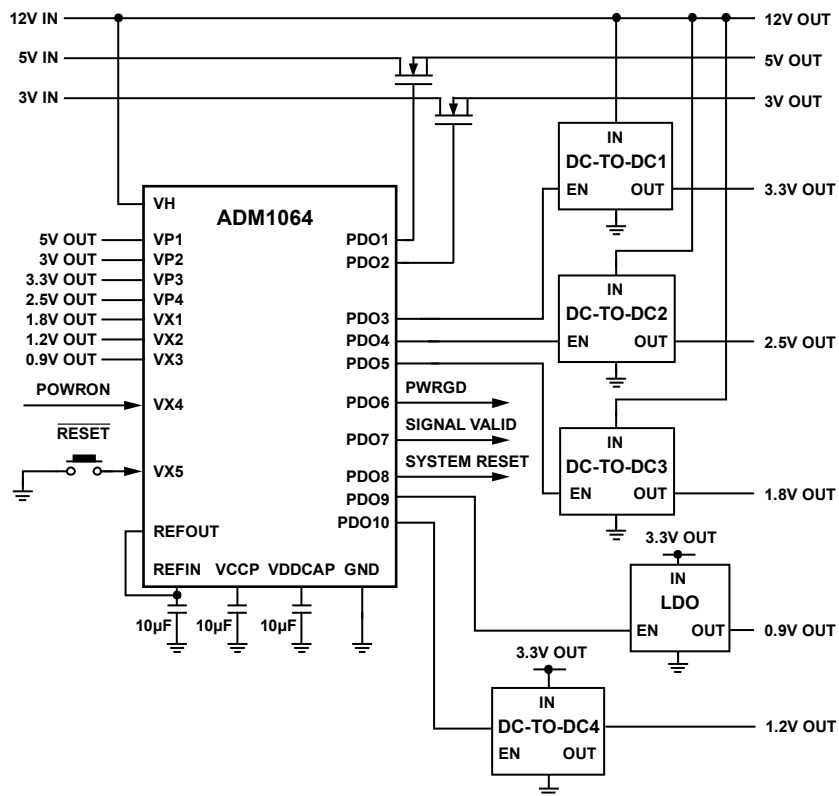 12V IN
12V OUT
5V IN
5V OUT
3V IN
3V OUT
IN
DC-TO-DC1
EN OUT
3.3V OUT
VH
ADM1064
5V OUT VP1
PDO1
3V OUT VP2
PDO2
3.3V OUT VP3
2.5V OUT VP4
1.8V OUT VX1
PDO3
1.2V OUT VX2
PDO4
0.9V OUT VX3
PDO5
IN
DC-TO-DC2
EN OUT
2.5V OUT
POWRON
VX4
PDO6
PWRGD
PDO7
SIGNAL VALID
RESET
VX5
PDO8
SYSTEM RESET
PDO9
PDO10
IN
DC-TO-DC3
EN OUT
1.8V OUT
REFOUT
REFIN VCCP VDDCAP GND
10µF 10µF 10µF
3.3V OUT
IN
LDO
EN OUT
0.9V OUT
3.3V OUT
IN
DC-TO-DC4
EN OUT
1.2V OUT